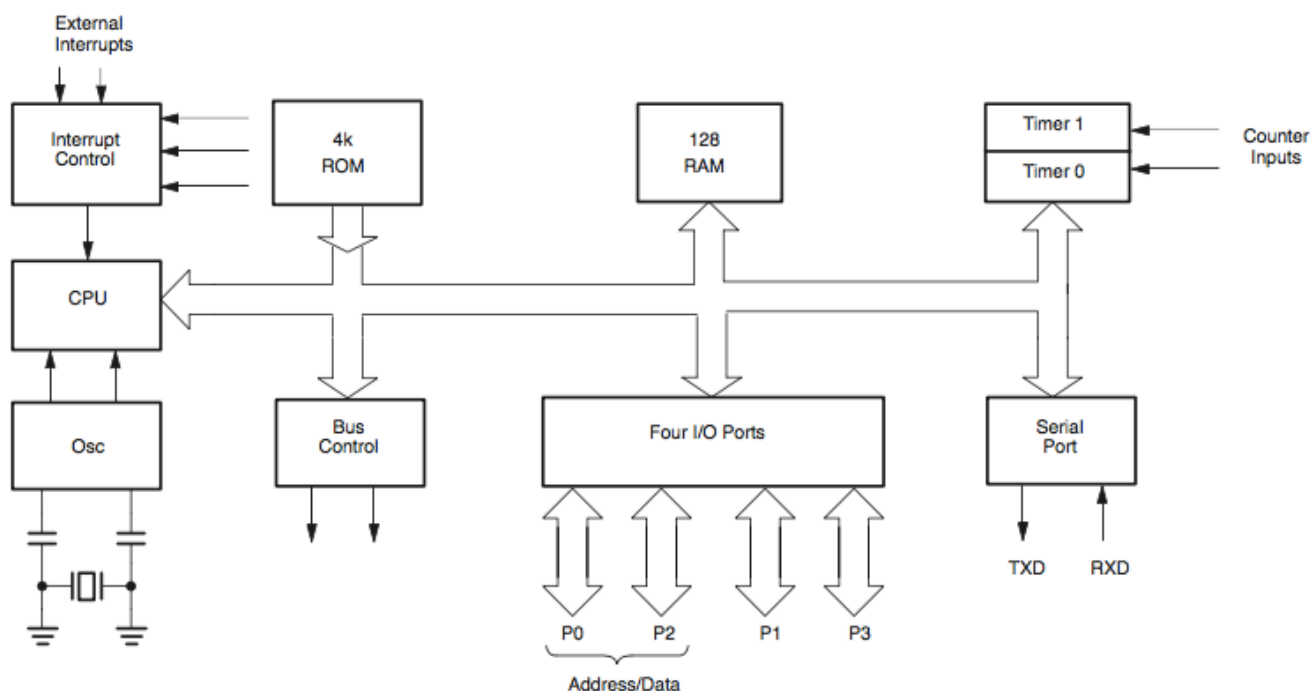 External
Interrupts
Interrupt
Control
4k
ROM
128
RAM
Timer 1
Timer 0
Counter
Inputs
CPU
Osc
Bus
Control
Four I/O Ports
Serial
Port
TXD
RXD
P0
P2
P1
P3
Address/Data